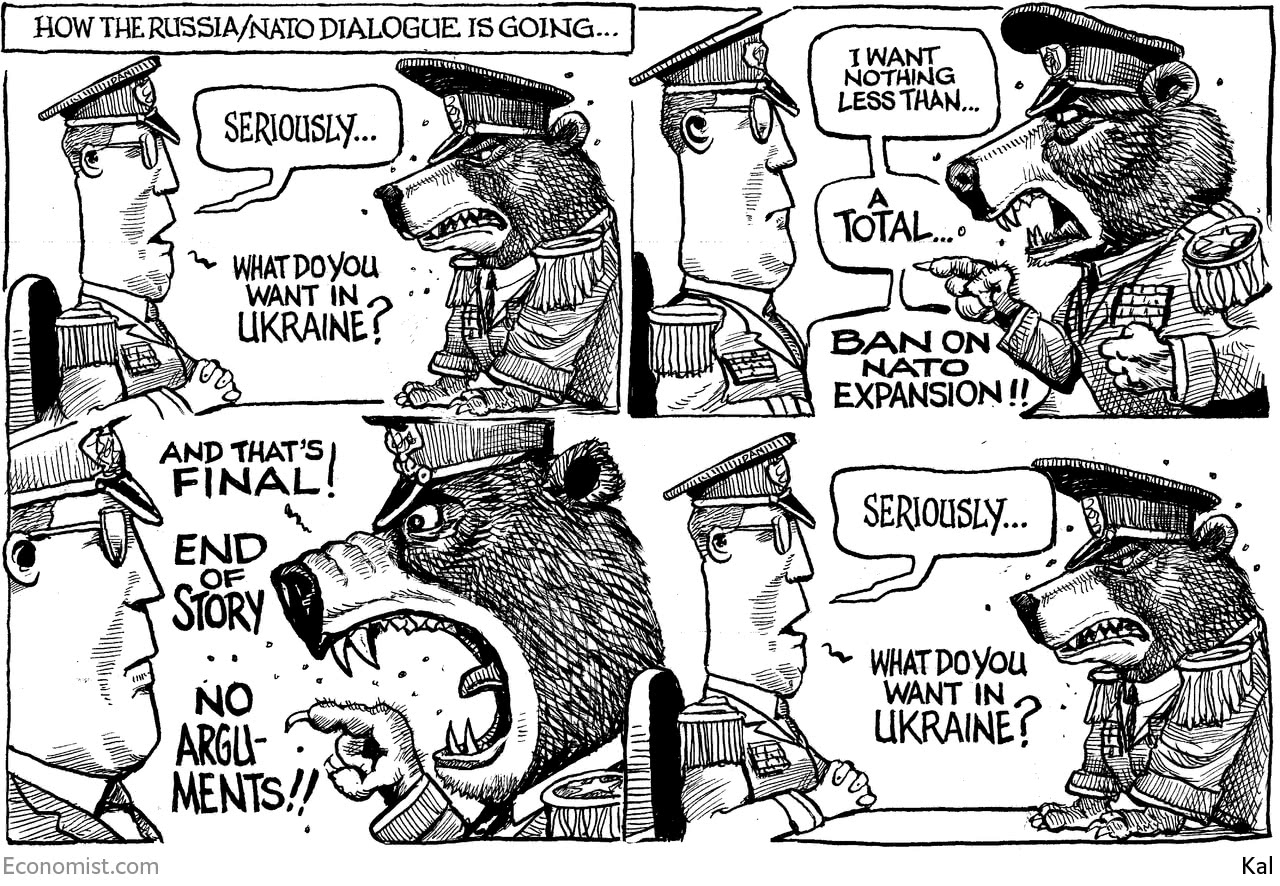 HOW THE RUSSIA/NATO DIALOGUE IS GOING...
SERIOUSLY...
WHAT DO YOU
WANT IN
UKRAINE?
I WANT
NOTHING
LESS THAN...
A
TOTAL...
BAN ON
NATO
EXPANSION!!
AND THAT'S
FINAL!
END
OF
STORY
NO
ARGU-
MENTS!!
SERIOUSLY...
WHAT DO YOU
WANT IN
UKRAINE?
Economist.com
Kal